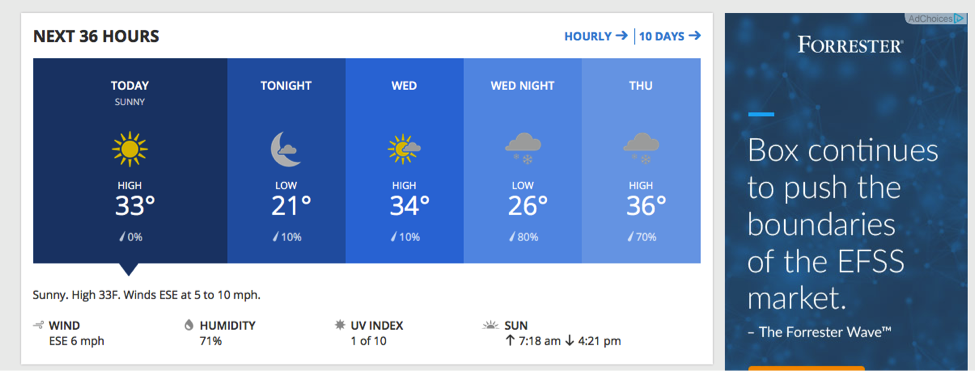 NEXT 36 HOURS
HOURLY → | 10 DAYS →
TODAY
SUNNY
HIGH
33°
0%
TONIGHT
LOW
21°
10%
WED
HIGH
34°
10%
WED NIGHT
LOW
26°
80%
THU
HIGH
36°
70%
Sunny. High 33F. Winds ESE at 5 to 10 mph.
WIND
ESE 6 mph
HUMIDITY
71%
UV INDEX
1 of 10
SUN
↑ 7:18 am ↓ 4:21 pm
AdChoices
FORRESTER®
Box continues
to push the
boundaries
of the EFSS
market.
– The Forrester Wave™